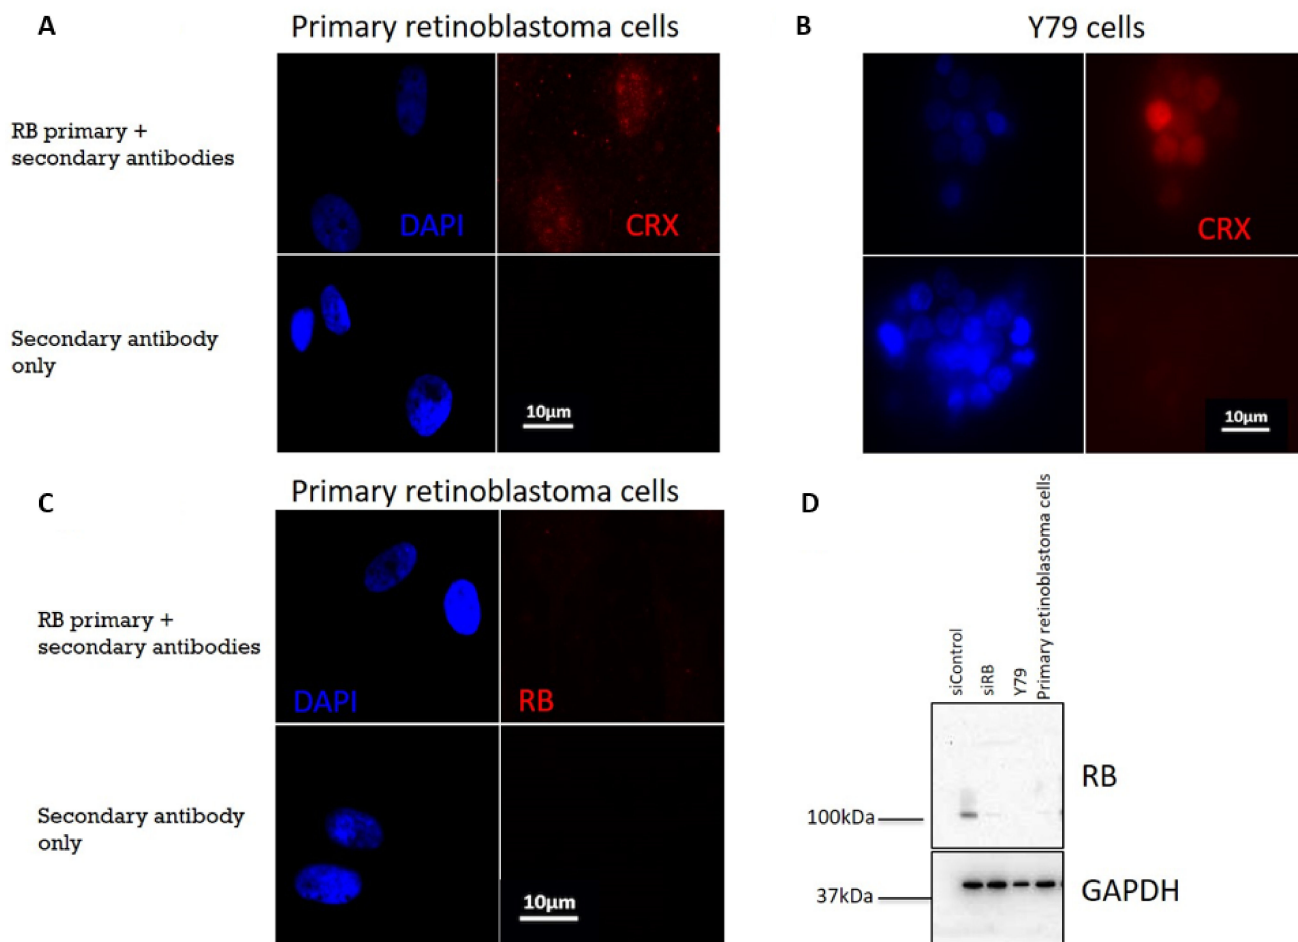 A
Primary retinoblastoma cells
RB primary +
secondary antibodies
DAPI
CRX
Secondary antibody
only
10μm
B
Y79 cells
CRX
10μm
C
Primary retinoblastoma cells
RB primary +
secondary antibodies
DAPI
RB
Secondary antibody
only
10μm
D
siControl
siRB
Y79
Primary retinoblastoma cells
RB
100kDa
GAPDH
37kDa